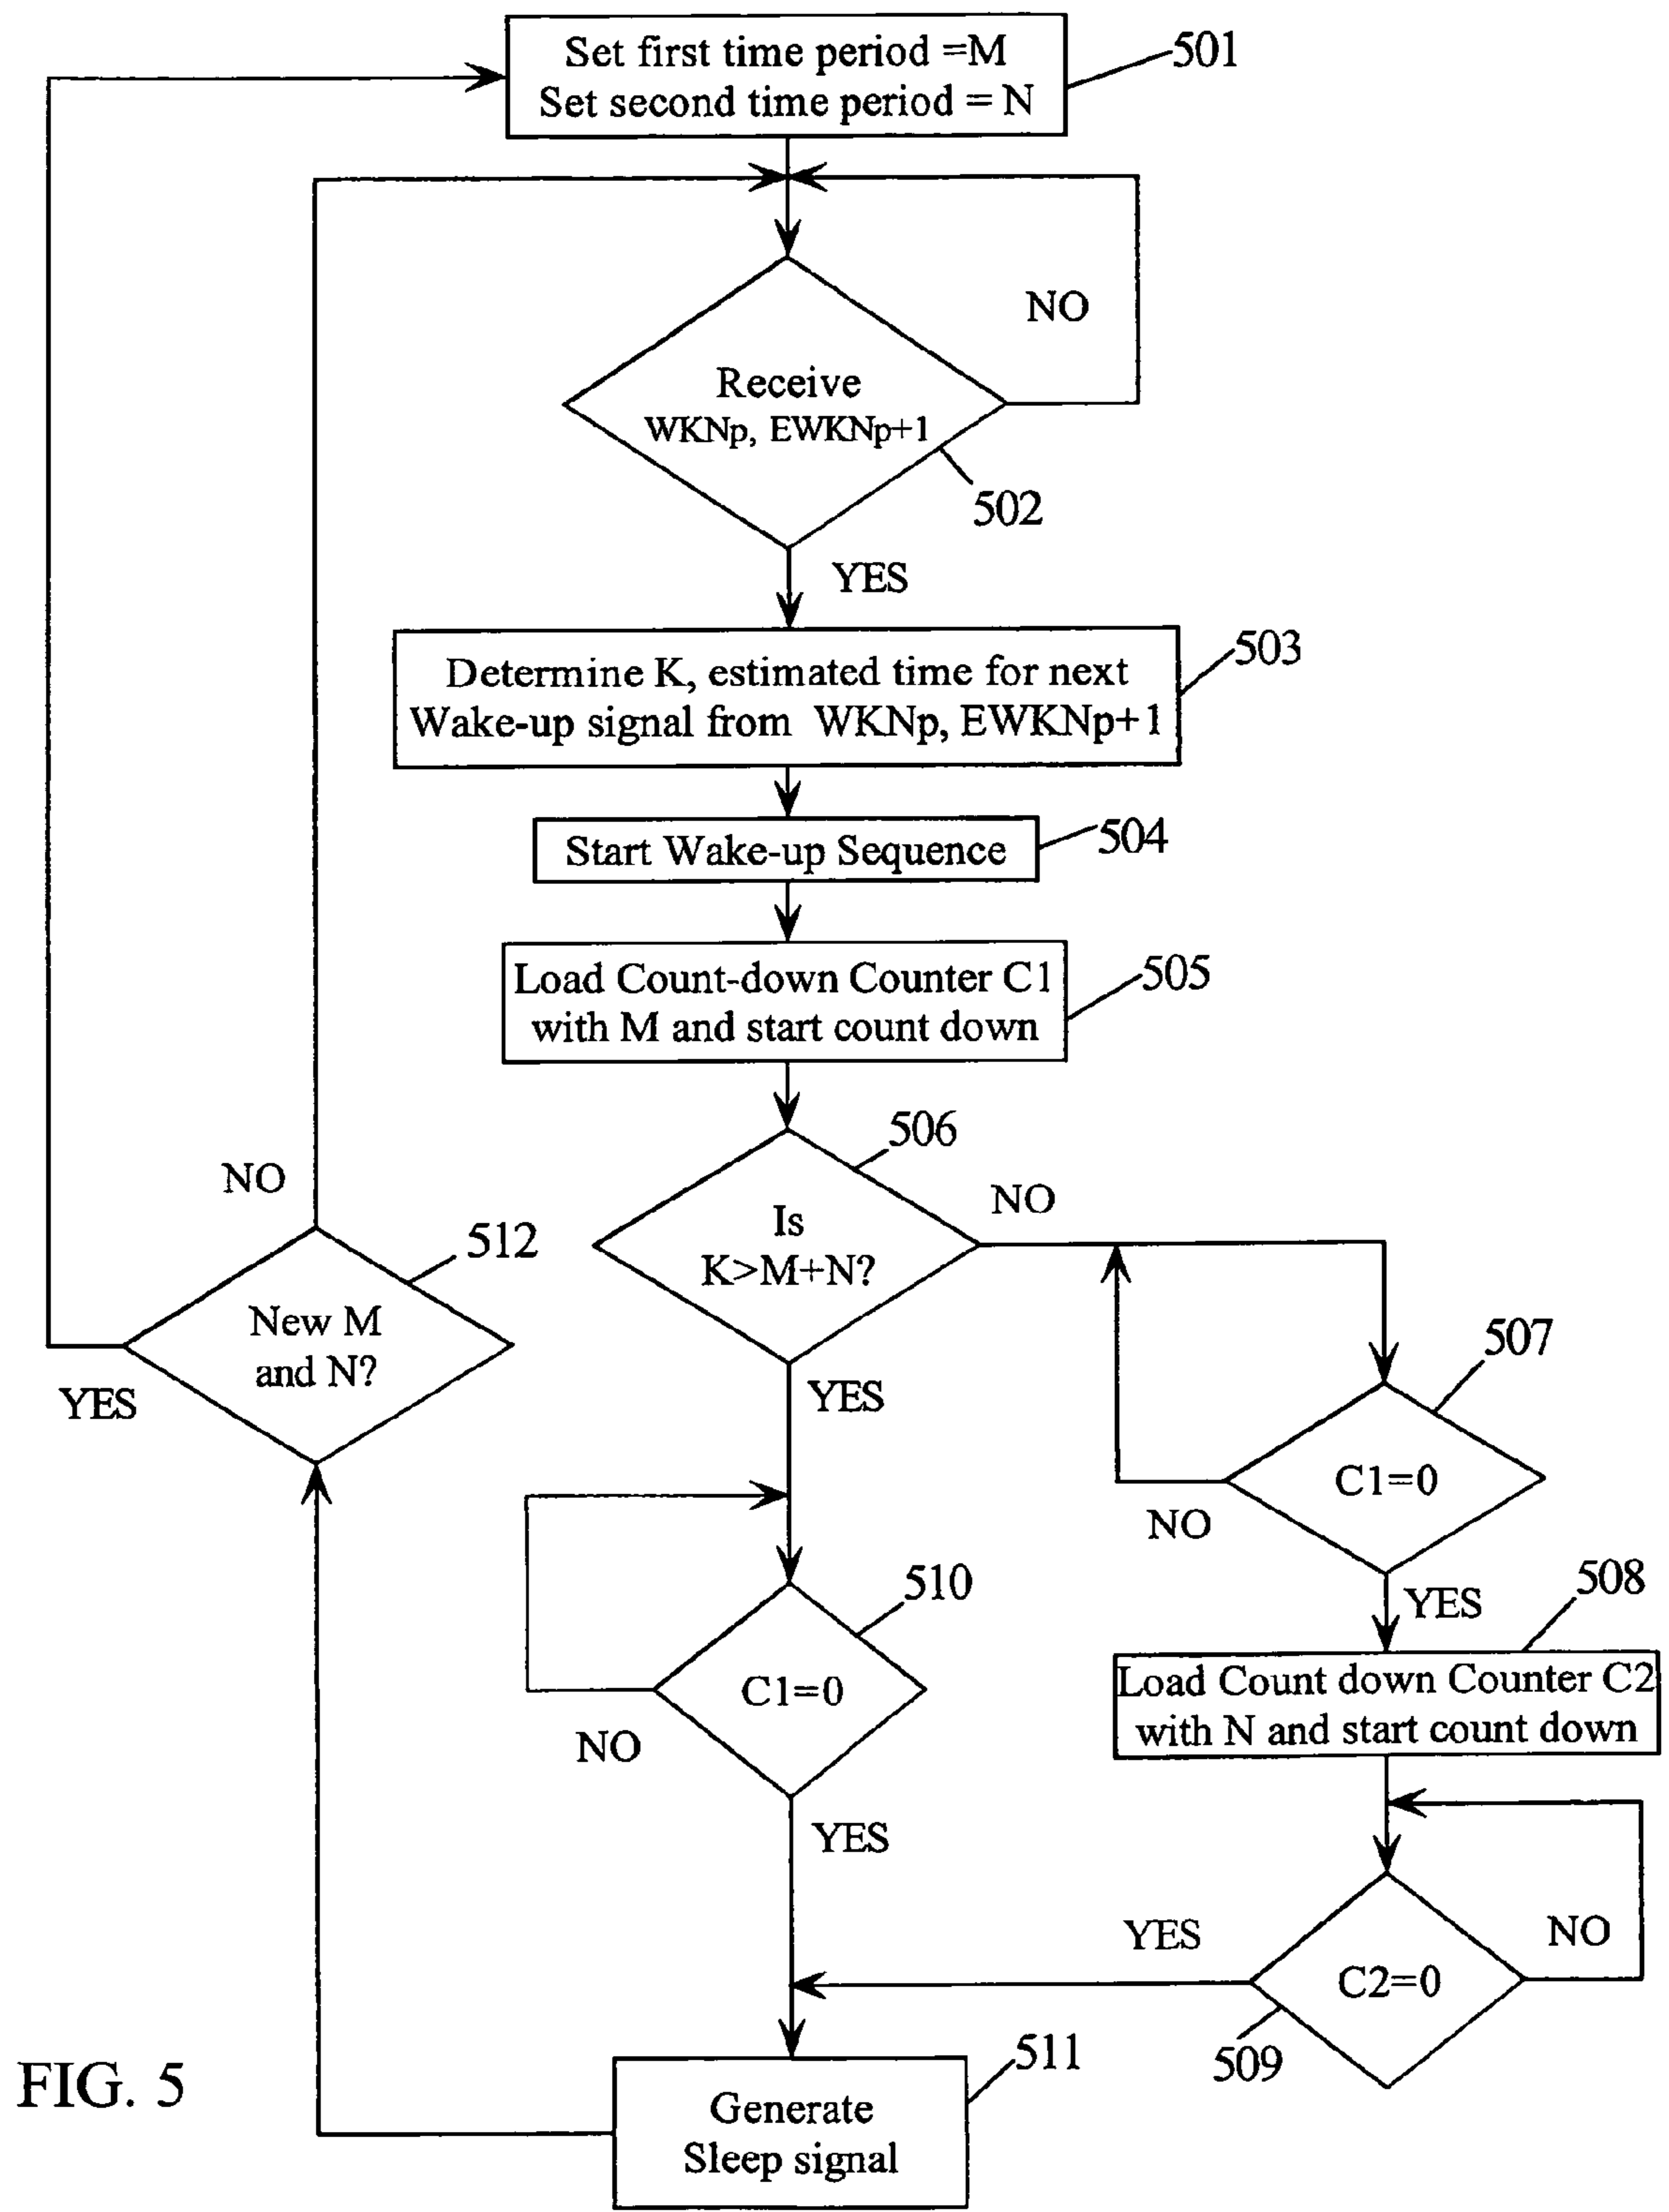 Set first time period =M
Set second time period = N
501
NO
Receive
WKNp, EWKNp+1
502
YES
503
Determine K, estimated time for next
Wake-up signal from WKNp, EWKNp+1
504
Start Wake-up Sequence
505
Load Count-down Counter C1
with M and start count down
506
NO
NO
Is
K>M+N?
512
New M
and N?
YES
YES
507
C1=0
NO
510
508
YES
C1=0
Load Count down Counter C2
with N and start count down
NO
YES
YES
NO
C2=0
509
511
FIG. 5
Generate
Sleep signal